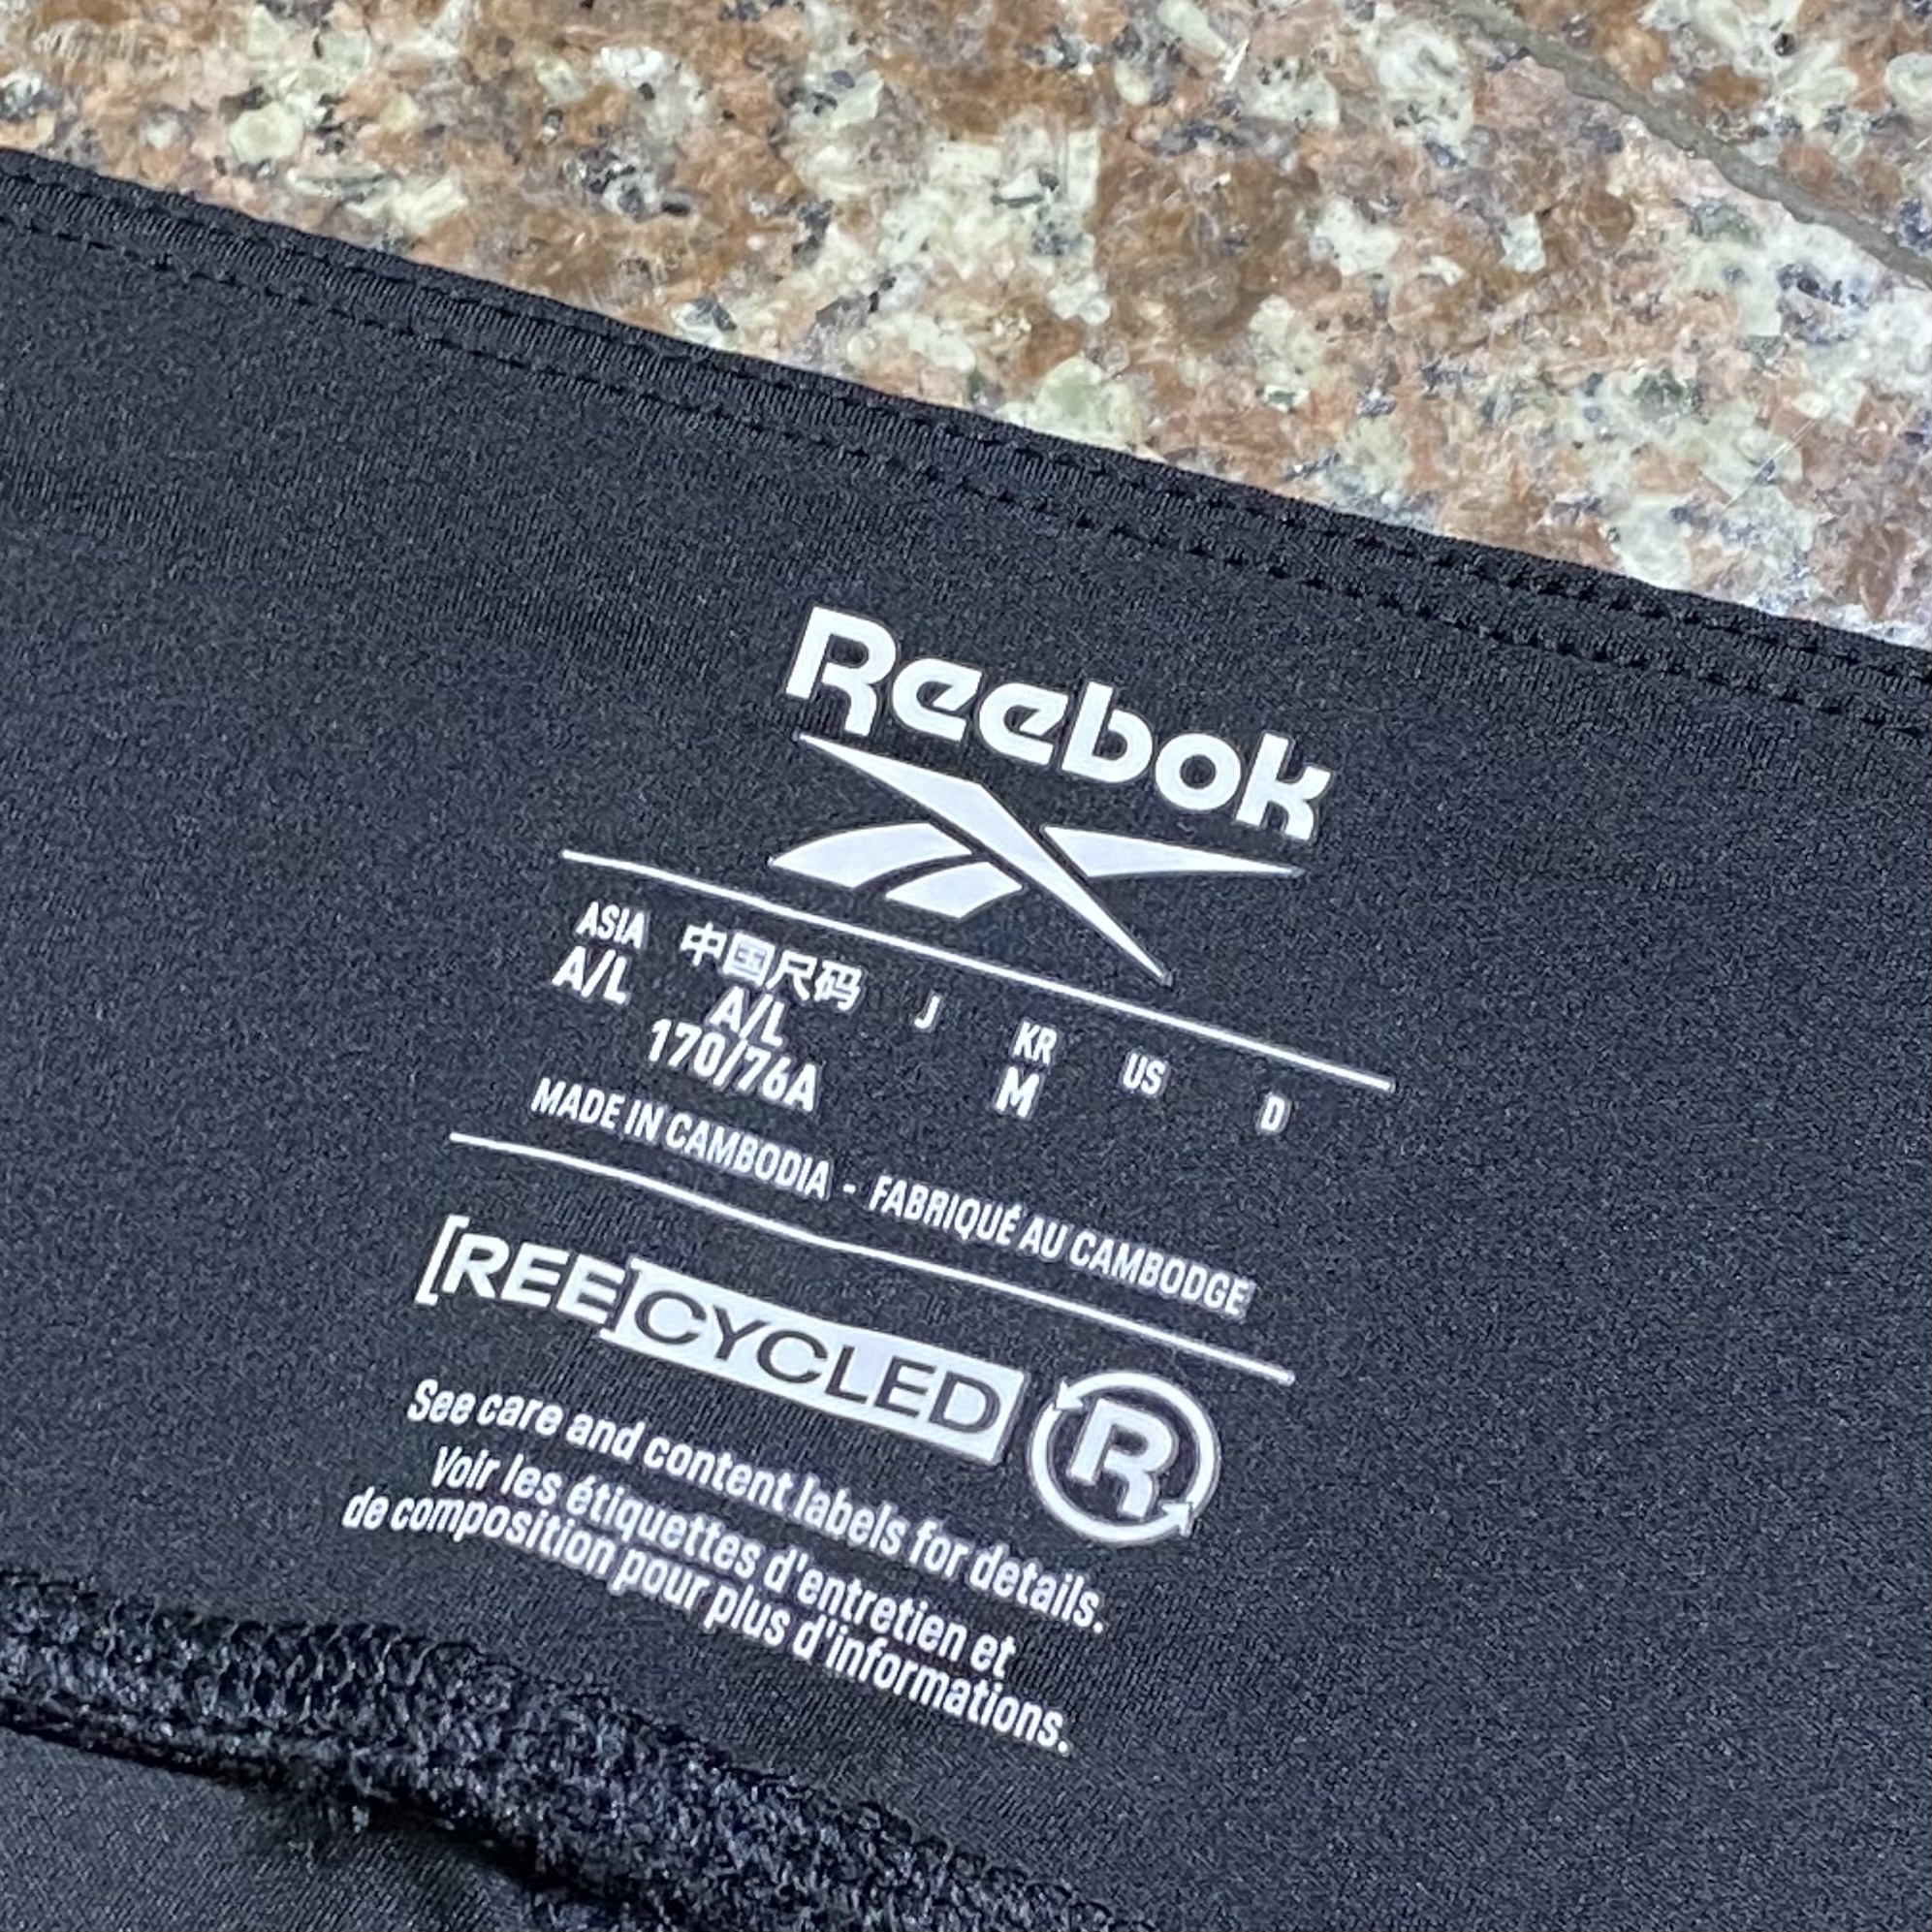 Reebok
ASIA 中国尺码 J KR US D
A/L A/L M
170/76A
MADE IN CAMBODIA - FABRIQUÉ AU CAMBODGE
[REE]CYCLED R
See care and content labels for details.
Voir les étiquettes d'entretien et
de composition pour plus d'informations.